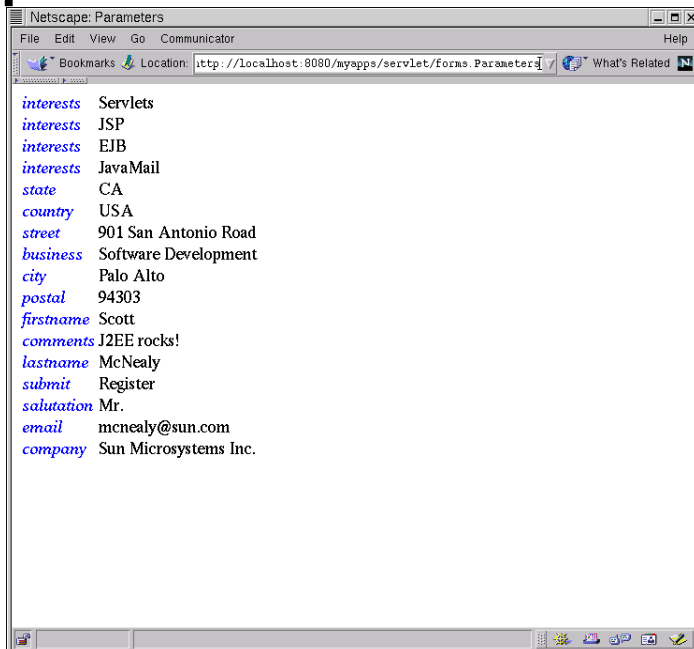 Netscape: Parameters
File Edit View Go Communicator Help
Bookmarks Location: http://localhost:8080/myapps/servlet/forms.Parameters What's Related N
interests Servlets
interests JSP
interests EJB
interests JavaMail
state CA
country USA
street 901 San Antonio Road
business Software Development
city Palo Alto
postal 94303
firstname Scott
comments J2EE rocks!
lastname McNealy
submit Register
salutation Mr.
email mcnealy@sun.com
company Sun Microsystems Inc.